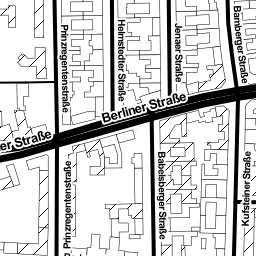 Prinzregentenstraße
Helmstedter Straße
Jenaer Straße
Bamberger Straße
Berliner Straße
er Straße
Prinzregentenstraße
Babelsberger Straße
Kufsteiner Straße